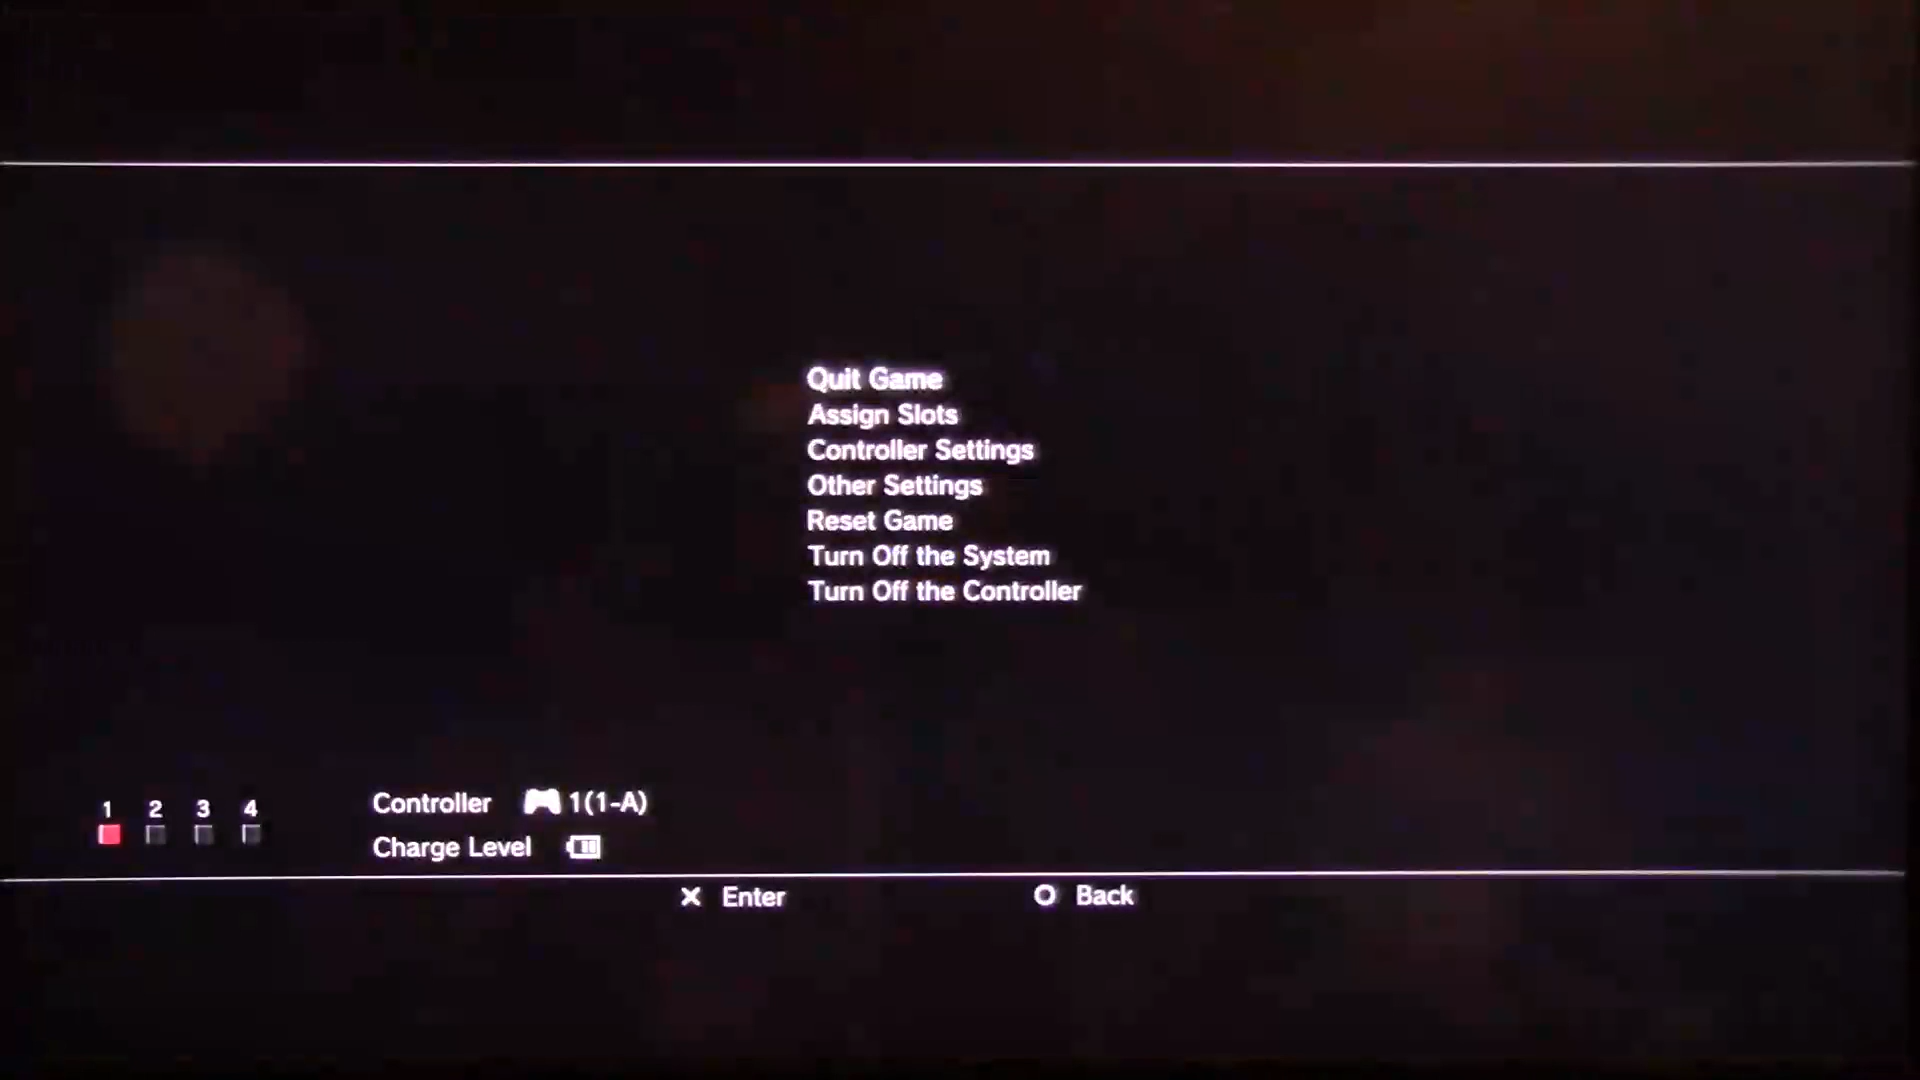 Quit Game
Assign Slots
Controller Settings
Other Settings
Reset Game
Turn Off the System
Turn Off the Controller
1 2 3 4
Controller 1(1-A)
Charge Level
X Enter
O Back